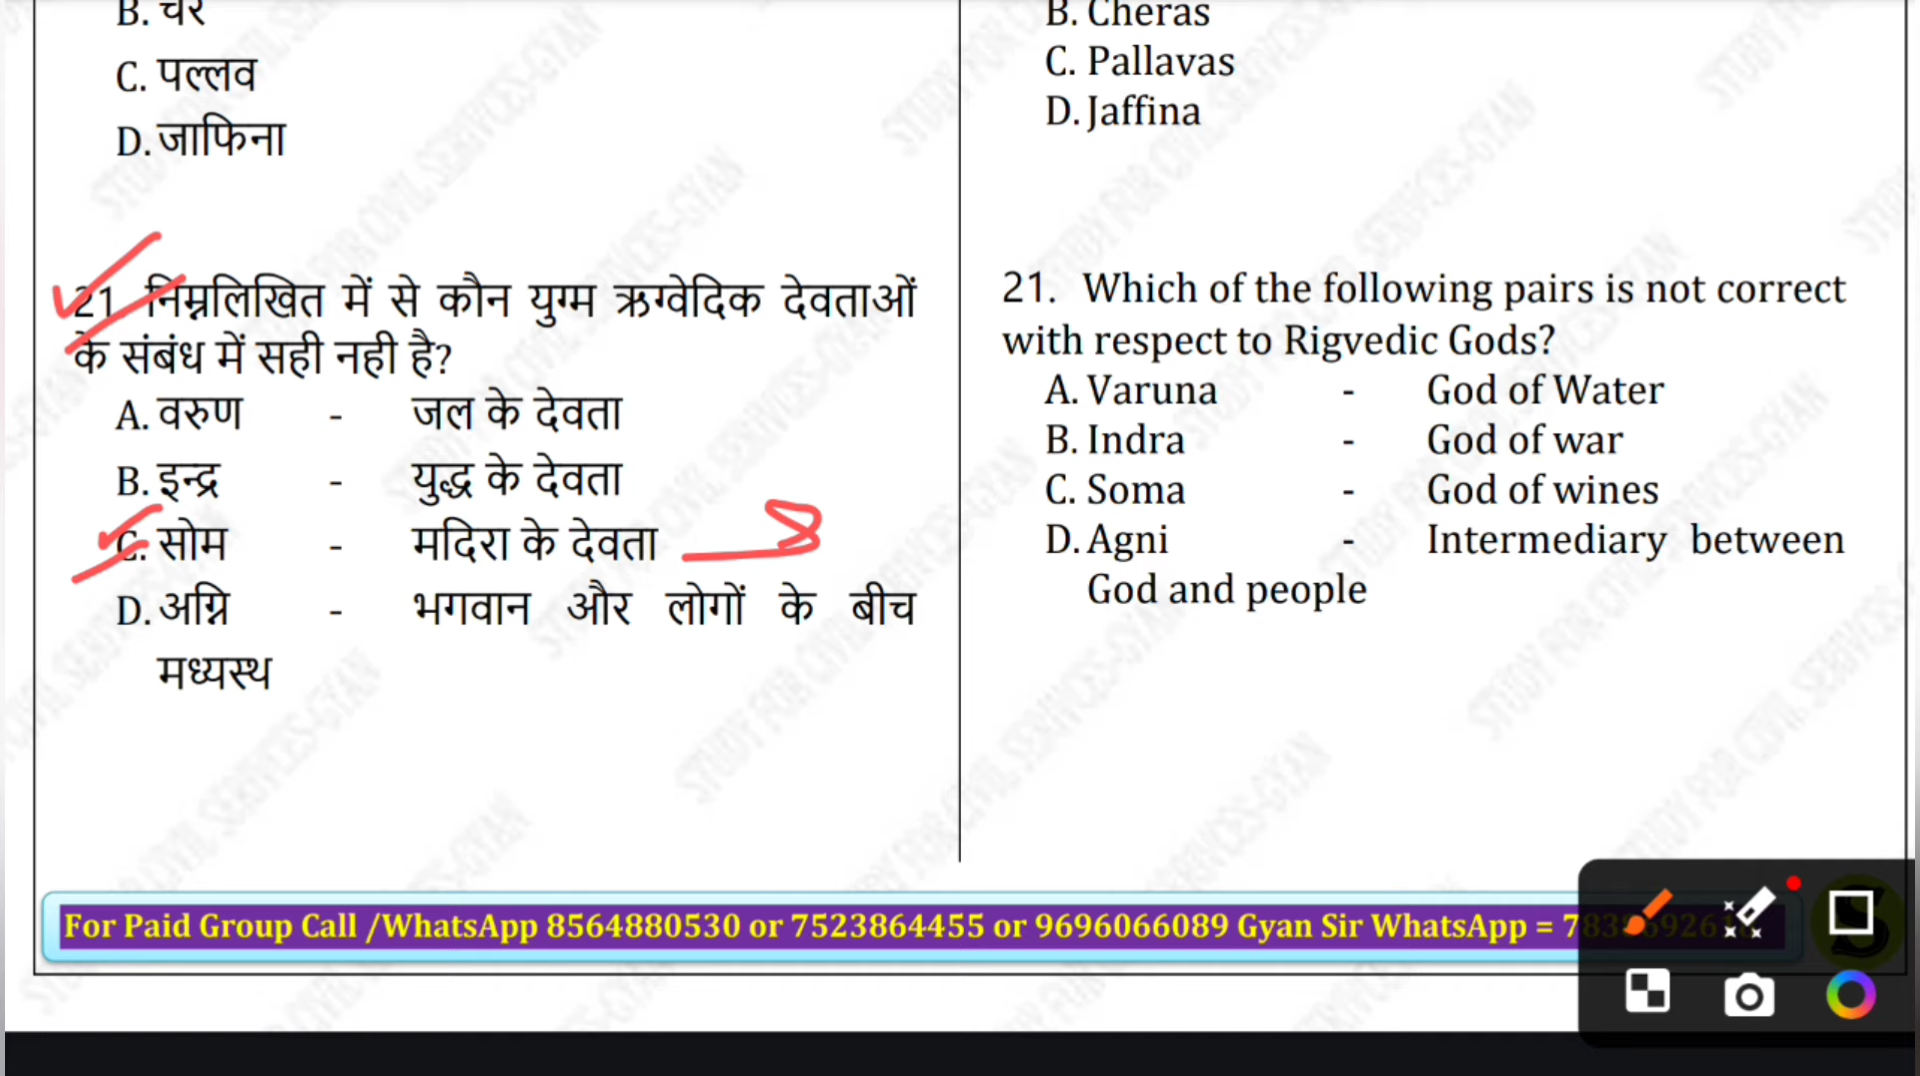 B. चेर
C. पल्लव
D. जाफिना
21 निम्नलिखित में से कौन युग्म ऋग्वेदिक देवताओं
के संबंध में सही नही है?
A. वरुण - जल के देवता
B. इन्द्र - युद्ध के देवता
C. सोम - मदिरा के देवता
D. अग्नि - भगवान और लोगों के बीच
मध्यस्थ
B. Cheras
C. Pallavas
D. Jaffina
21. Which of the following pairs is not correct
with respect to Rigvedic Gods?
A. Varuna - God of Water
B. Indra - God of war
C. Soma - God of wines
D. Agni - Intermediary between
God and people
For Paid Group Call /WhatsApp 8564880530 or 7523864455 or 9696066089 Gyan Sir WhatsApp =